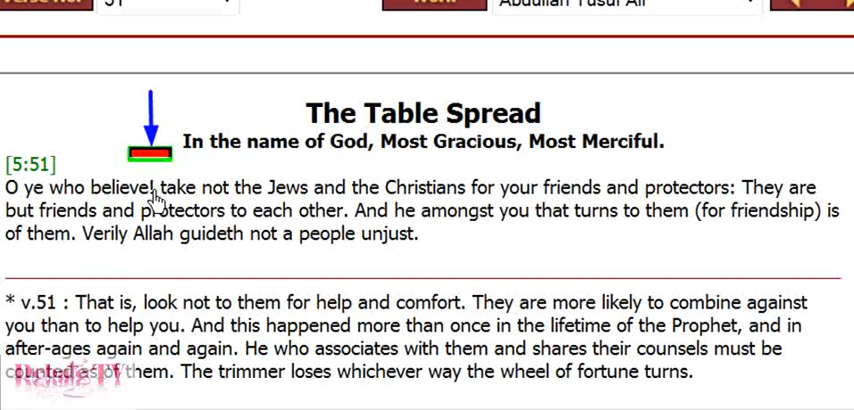 51
Abdullah Yusuf Ali
The Table Spread
In the name of God, Most Gracious, Most Merciful.
[5:51]
O ye who believe! take not the Jews and the Christians for your friends and protectors: They are
but friends and protectors to each other. And he amongst you that turns to them (for friendship) is
of them. Verily Allah guideth not a people unjust.
* v.51 : That is, look not to them for help and comfort. They are more likely to combine against
you than to help you. And this happened more than once in the lifetime of the Prophet, and in
after-ages again and again. He who associates with them and shares their counsels must be
counted as of them. The trimmer loses whichever way the wheel of fortune turns.